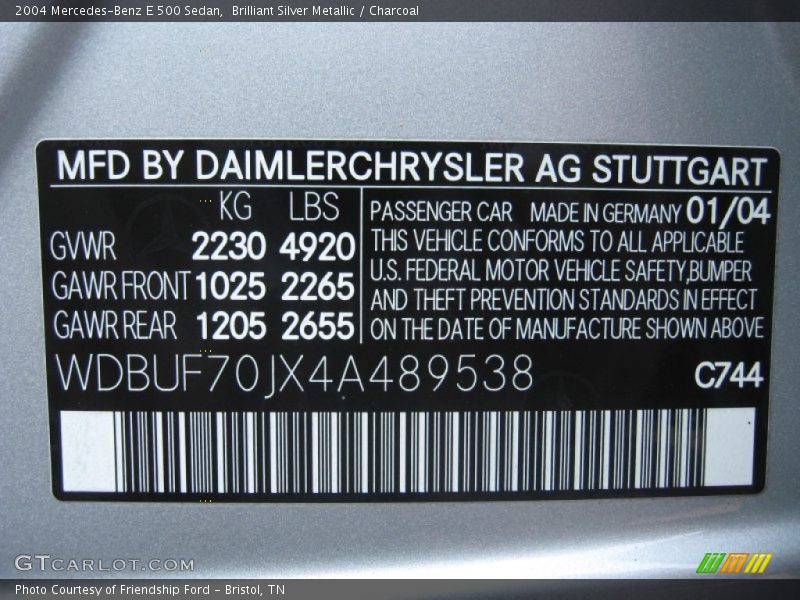 2004 Mercedes-Benz E 500 Sedan,  Brilliant Silver Metallic / Charcoal
MFD BY DAIMLERCHRYSLER AG STUTTGART
KG LBS
GVWR 2230 4920
GAWR FRONT 1025 2265
GAWR REAR 1205 2655
PASSENGER CAR MADE IN GERMANY 01/04
THIS VEHICLE CONFORMS TO ALL APPLICABLE
U.S. FEDERAL MOTOR VEHICLE SAFETY,BUMPER
AND THEFT PREVENTION STANDARDS IN EFFECT
ON THE DATE OF MANUFACTURE SHOWN ABOVE
WDBUF70JX4A489538 C744
GTCARLOT.COM
Photo Courtesy of Friendship Ford - Bristol, TN